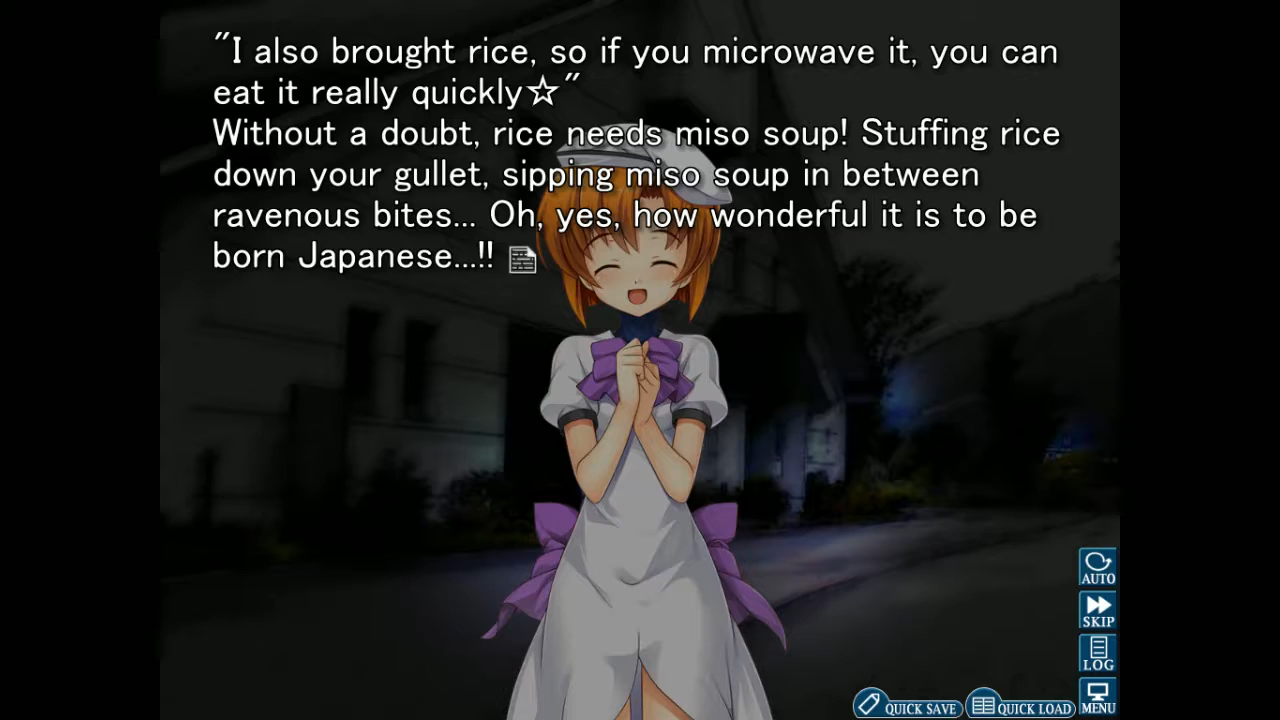 "I also brought rice, so if you microwave it, you can
eat it really quickly☆"
Without a doubt, rice needs miso soup! Stuffing rice
down your gullet, sipping miso soup in between
ravenous bites... Oh, yes, how wonderful it is to be
born Japanese...!!
AUTO
SKIP
LOG
MENU
QUICK SAVE
QUICK LOAD